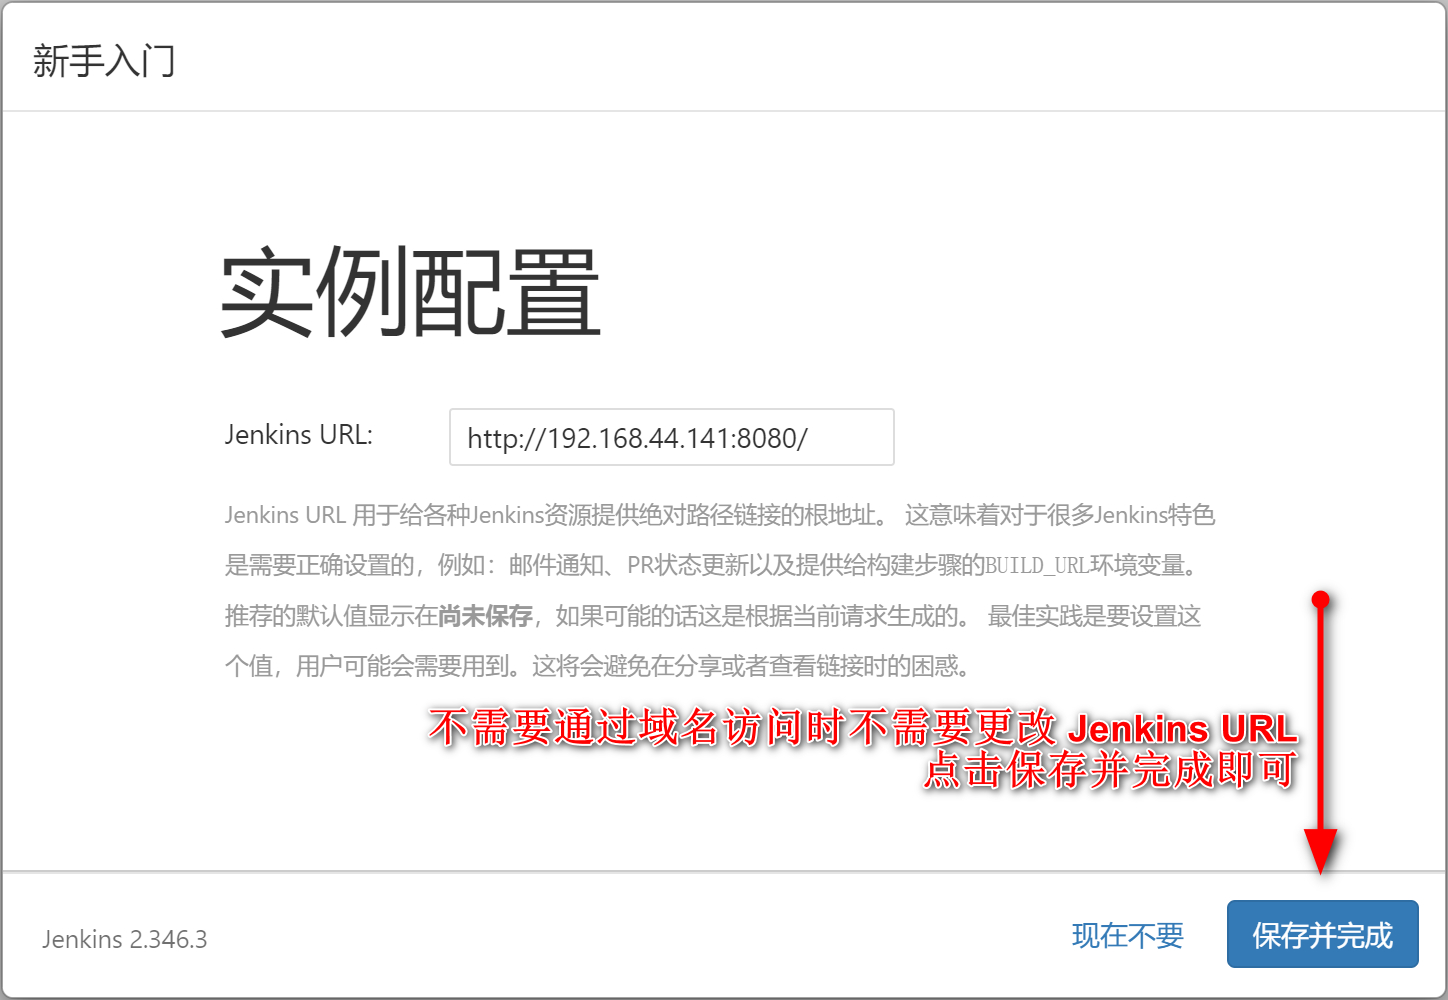 新手入门
实例配置
Jenkins URL:
http://192.168.44.141:8080/
Jenkins URL 用于给各种Jenkins资源提供绝对路径链接的根地址。 这意味着对于很多Jenkins特色
是需要正确设置的，例如：邮件通知、PR状态更新以及提供给构建步骤的BUILD_URL环境变量。
推荐的默认值显示在尚未保存，如果可能的话这是根据当前请求生成的。 最佳实践是要设置这
个值，用户可能会需要用到。这将会避免在分享或者查看链接时的困惑。
不需要通过域名访问时不需要更改 Jenkins URL
点击保存并完成即可
Jenkins 2.346.3
现在不要
保存并完成